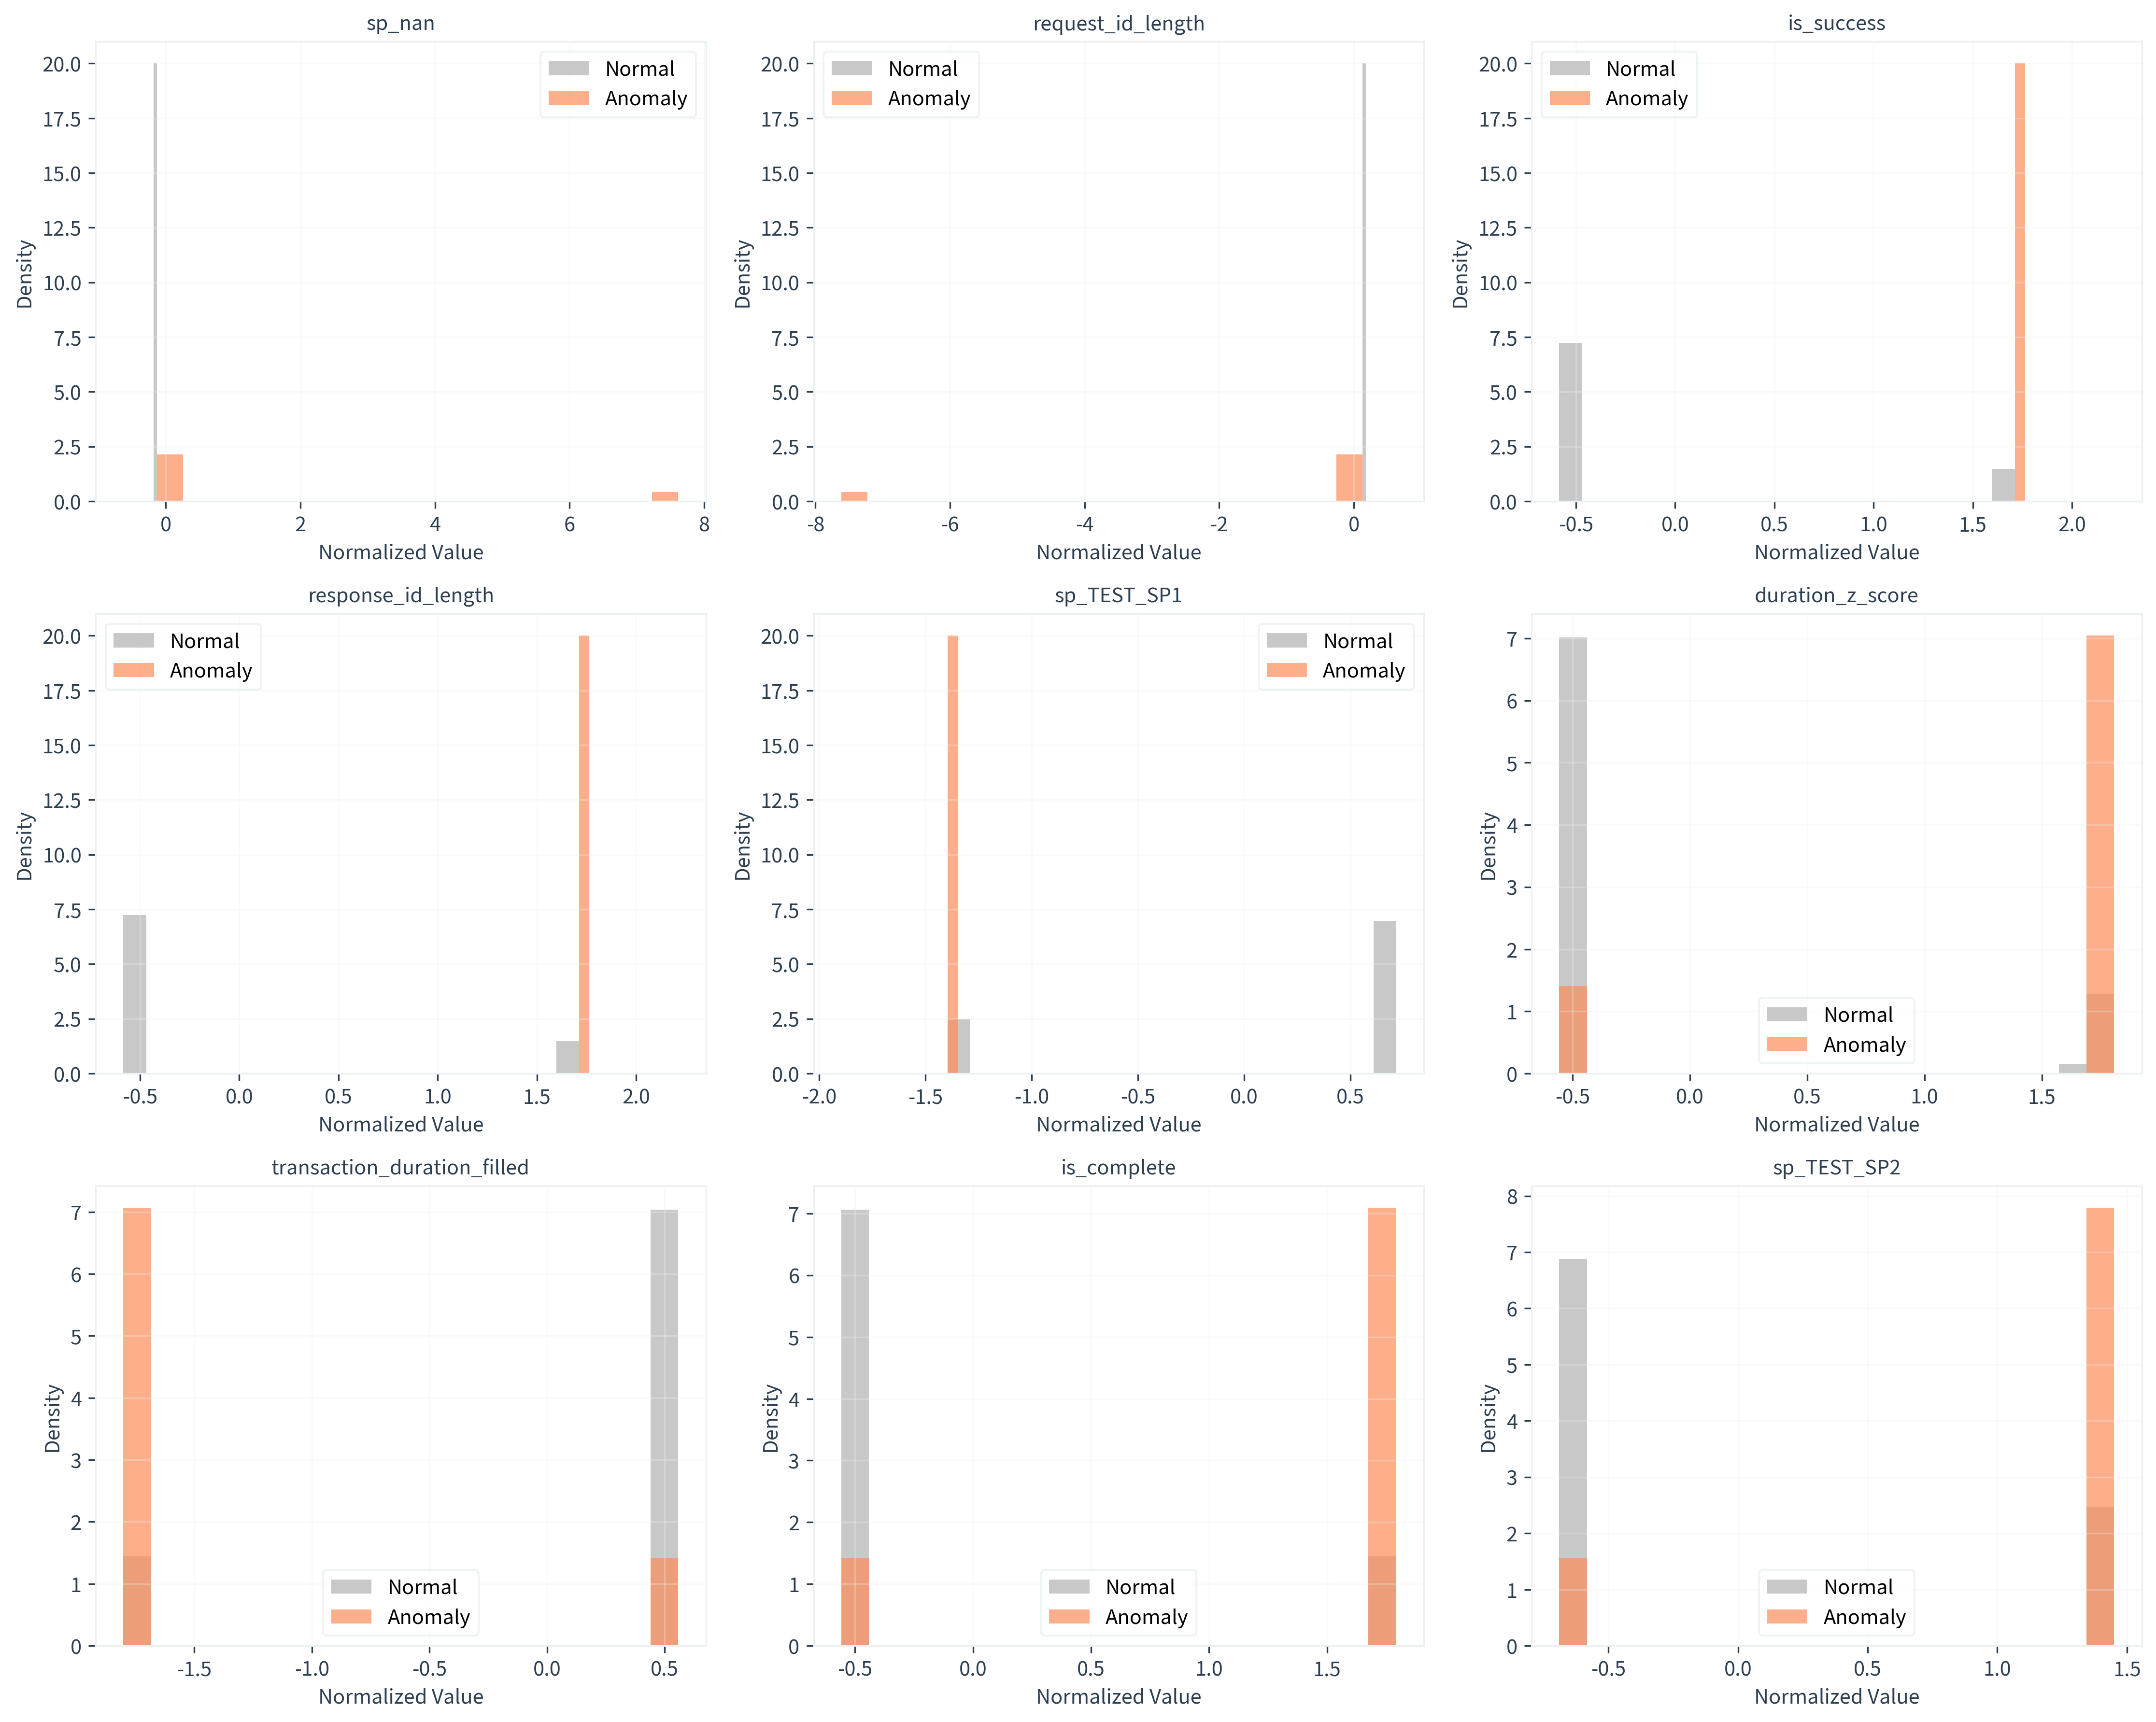 sp_nan
request_id_length
is_success
Normal
Anomaly
Normal
Anomaly
Normal
Anomaly
20.0
17.5
15.0
12.5
10.0
7.5
5.0
2.5
0.0
Density
20.0
17.5
15.0
12.5
10.0
7.5
5.0
2.5
0.0
Density
20.0
17.5
15.0
12.5
10.0
7.5
5.0
2.5
0.0
Density
0 2 4 6 8
-8 -6 -4 -2 0
-0.5 0.0 0.5 1.0 1.5 2.0
Normalized Value
Normalized Value
Normalized Value
response_id_length
sp_TEST_SP1
duration_z_score
Normal
Anomaly
Normal
Anomaly
Normal
Anomaly
20.0
17.5
15.0
12.5
10.0
7.5
5.0
2.5
0.0
Density
20.0
17.5
15.0
12.5
10.0
7.5
5.0
2.5
0.0
Density
7
6
5
4
3
2
1
0
Density
-0.5 0.0 0.5 1.0 1.5 2.0
-2.0 -1.5 -1.0 -0.5 0.0 0.5
-0.5 0.0 0.5 1.0 1.5
Normalized Value
Normalized Value
Normalized Value
transaction_duration_filled
is_complete
sp_TEST_SP2
7
6
5
4
3
2
1
0
Density
7
6
5
4
3
2
1
0
Density
8
7
6
5
4
3
2
1
0
Density
Normal
Anomaly
Normal
Anomaly
Normal
Anomaly
-1.5 -1.0 -0.5 0.0 0.5
-0.5 0.0 0.5 1.0 1.5
-0.5 0.0 0.5 1.0 1.5
Normalized Value
Normalized Value
Normalized Value